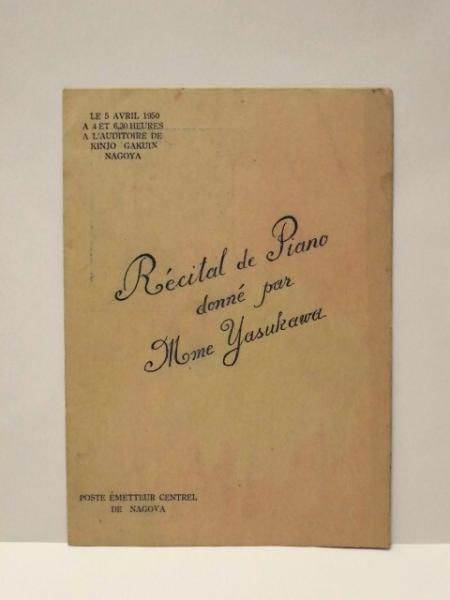 LE 5 AVRIL 1950
A 4 ET 6,30 HEURES
A L'AUDITOIRE DE
KINJO GAKUIN
NAGOYA
Récital de Piano
donné par
Mme Yasukawa
POSTE ÉMETTEUR CENTREL
DE NAGOYA